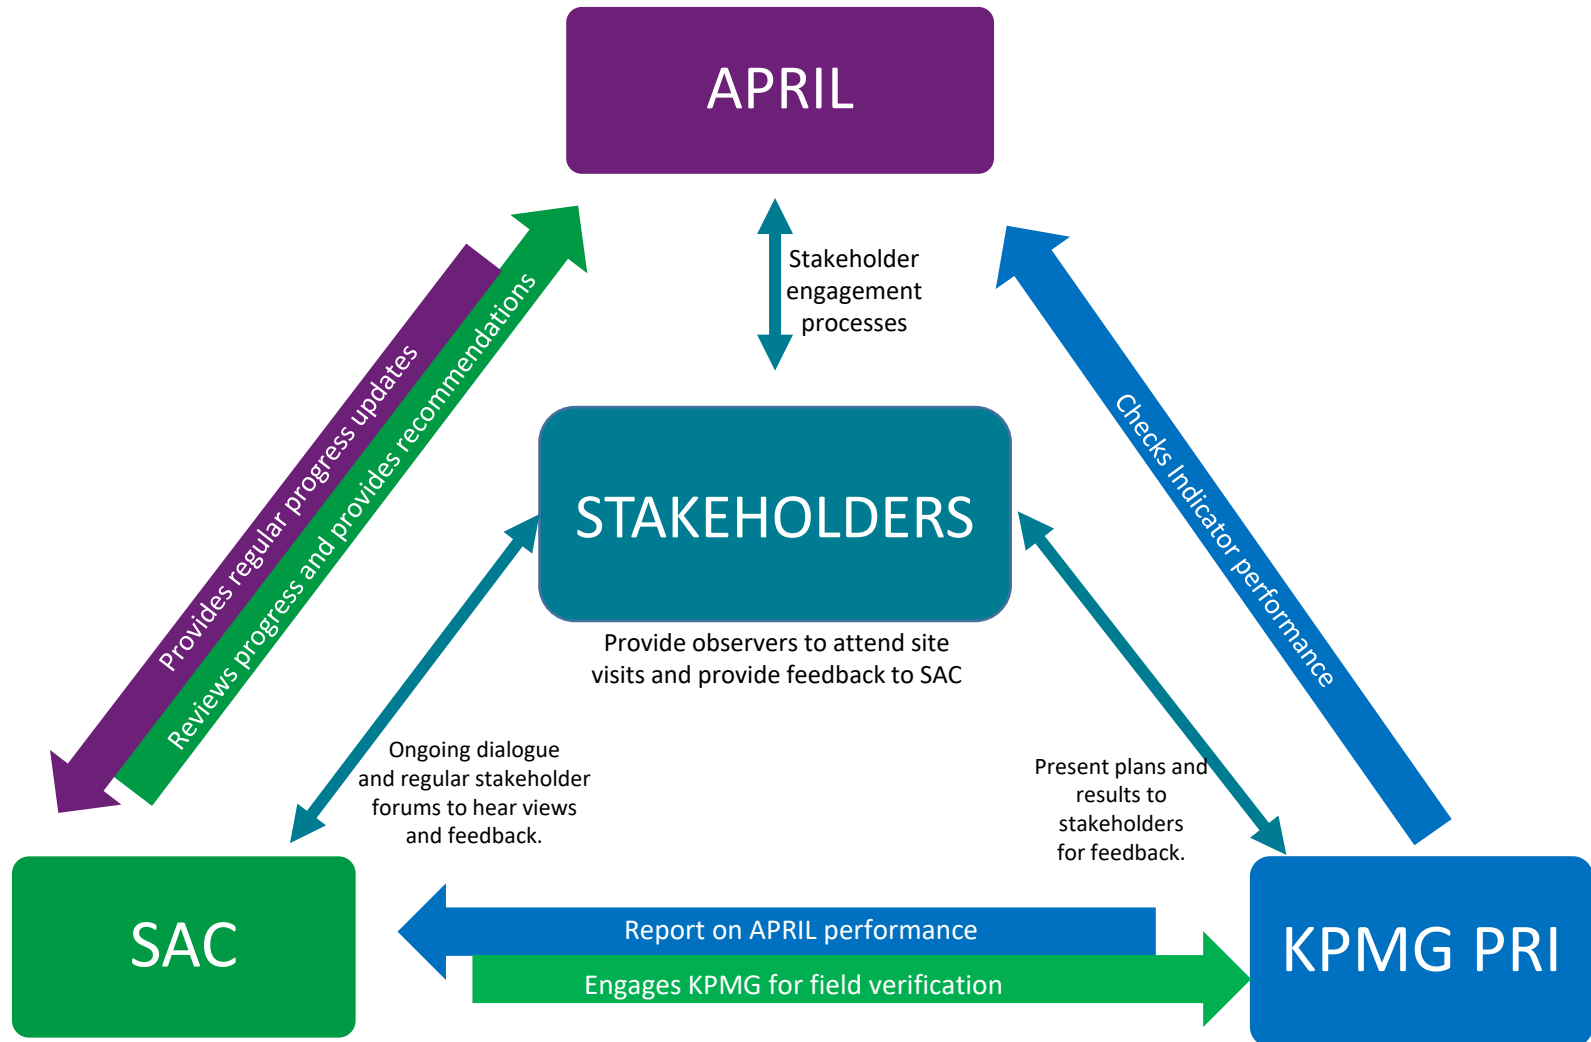 APRIL
Stakeholder
engagement
processes
Provides regular progress updates
Reviews progress and provides recommendations
Checks Indicator performance
STAKEHOLDERS
Provide observers to attend site
visits and provide feedback to SAC
Ongoing dialogue
and regular stakeholder
forums to hear views
and feedback.
Present plans and
results to
stakeholders
for feedback.
SAC
Report on APRIL performance
Engages KPMG for field verification
KPMG PRI